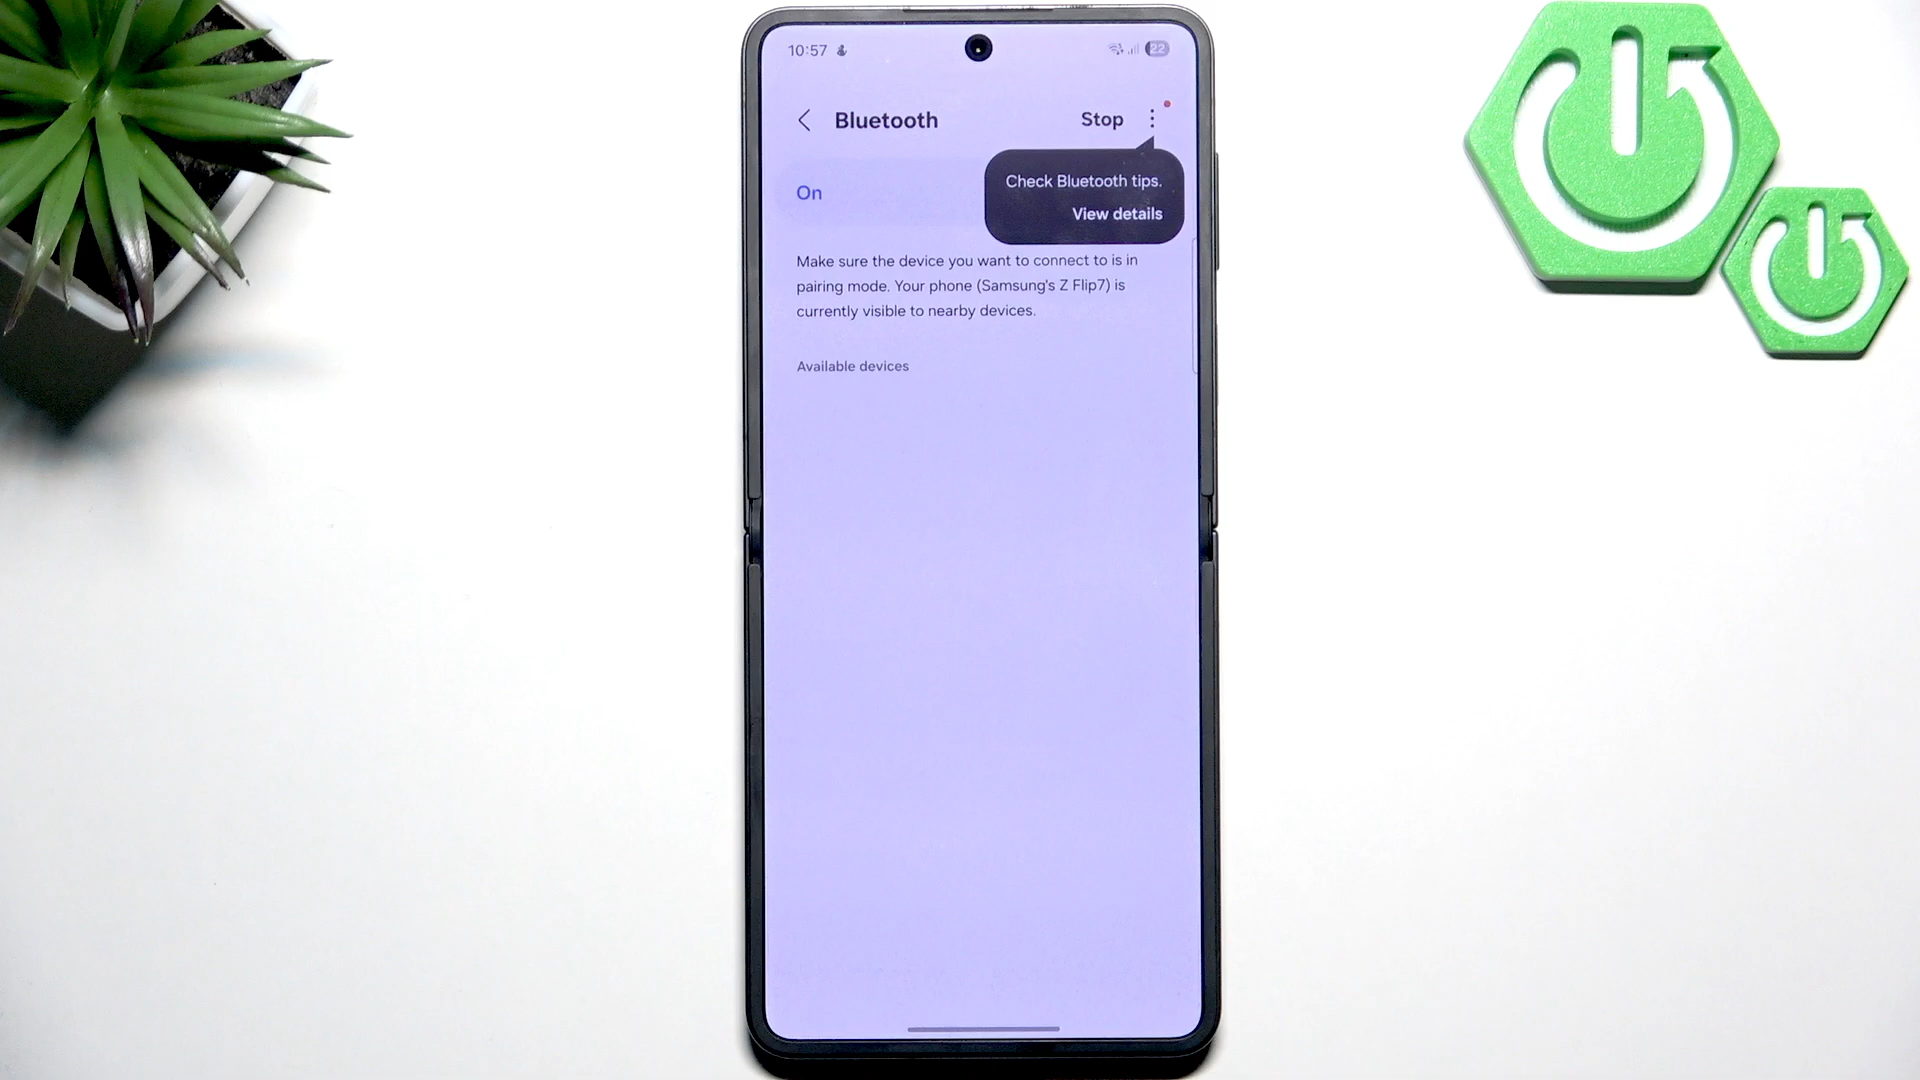 10:57
22
Bluetooth
Stop
Check Bluetooth tips.
View details
On
Make sure the device you want to connect to is in
pairing mode. Your phone (Samsung's Z Flip7) is
currently visible to nearby devices.
Available devices